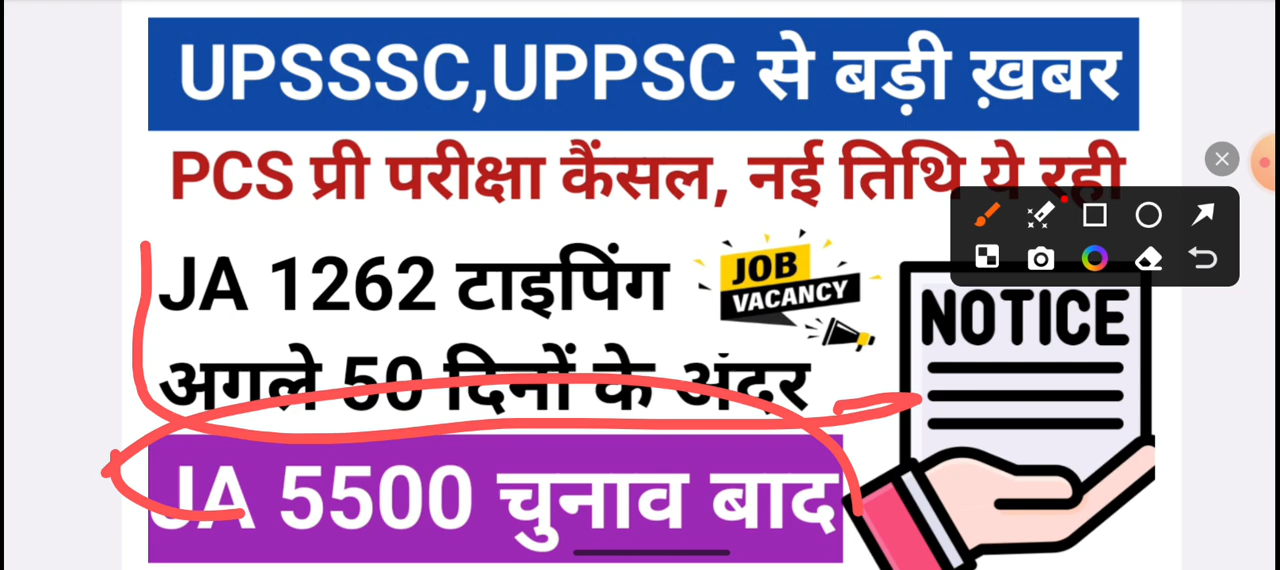 UPSSSC,UPPSC से बड़ी ख़बर
PCS प्री परीक्षा कैंसल, नई तिथि ये रही
JA 1262 टाइपिंग
JOB
VACANCY
अगले 50 दिनों के अंदर
NOTICE
JA 5500 चुनाव बाद